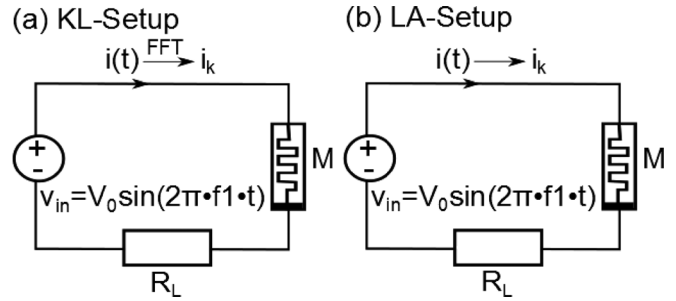 (a) KL-Setup
i(t) FFT iₖ
+
-
M
vᵢₙ=V₀sin(2π•f1•t)
R_L
(b) LA-Setup
i(t) iₖ
+
-
M
vᵢₙ=V₀sin(2π•f1•t)
R_L